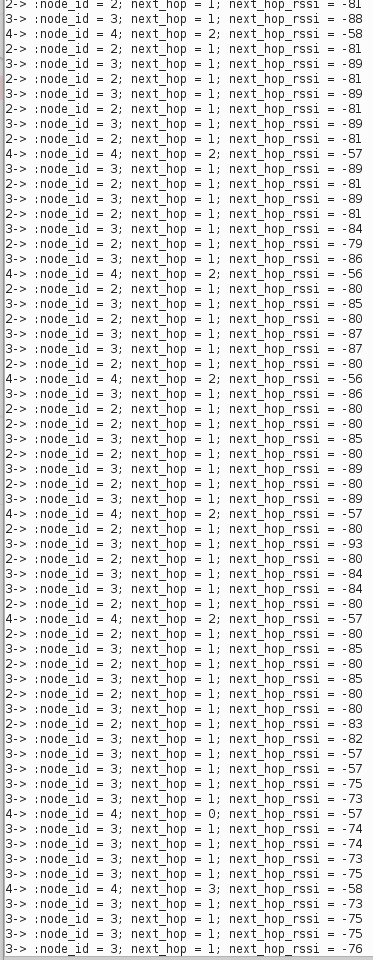 2-> :node_id = 2; next_hop = 1; next_hop_rssi = -81
3-> :node_id = 3; next_hop = 1; next_hop_rssi = -88
4-> :node_id = 4; next_hop = 2; next_hop_rssi = -58
2-> :node_id = 2; next_hop = 1; next_hop_rssi = -81
3-> :node_id = 3; next_hop = 1; next_hop_rssi = -89
2-> :node_id = 2; next_hop = 1; next_hop_rssi = -81
3-> :node_id = 3; next_hop = 1; next_hop_rssi = -89
2-> :node_id = 2; next_hop = 1; next_hop_rssi = -81
3-> :node_id = 3; next_hop = 1; next_hop_rssi = -89
2-> :node_id = 2; next_hop = 1; next_hop_rssi = -81
4-> :node_id = 4; next_hop = 2; next_hop_rssi = -57
3-> :node_id = 3; next_hop = 1; next_hop_rssi = -89
2-> :node_id = 2; next_hop = 1; next_hop_rssi = -81
3-> :node_id = 3; next_hop = 1; next_hop_rssi = -89
2-> :node_id = 2; next_hop = 1; next_hop_rssi = -81
3-> :node_id = 3; next_hop = 1; next_hop_rssi = -84
2-> :node_id = 2; next_hop = 1; next_hop_rssi = -79
3-> :node_id = 3; next_hop = 1; next_hop_rssi = -86
4-> :node_id = 4; next_hop = 2; next_hop_rssi = -56
2-> :node_id = 2; next_hop = 1; next_hop_rssi = -80
3-> :node_id = 3; next_hop = 1; next_hop_rssi = -85
2-> :node_id = 2; next_hop = 1; next_hop_rssi = -80
3-> :node_id = 3; next_hop = 1; next_hop_rssi = -87
3-> :node_id = 3; next_hop = 1; next_hop_rssi = -87
2-> :node_id = 2; next_hop = 1; next_hop_rssi = -80
4-> :node_id = 4; next_hop = 2; next_hop_rssi = -56
3-> :node_id = 3; next_hop = 1; next_hop_rssi = -86
2-> :node_id = 2; next_hop = 1; next_hop_rssi = -80
2-> :node_id = 2; next_hop = 1; next_hop_rssi = -80
3-> :node_id = 3; next_hop = 1; next_hop_rssi = -85
2-> :node_id = 2; next_hop = 1; next_hop_rssi = -80
3-> :node_id = 3; next_hop = 1; next_hop_rssi = -89
2-> :node_id = 2; next_hop = 1; next_hop_rssi = -80
3-> :node_id = 3; next_hop = 1; next_hop_rssi = -89
4-> :node_id = 4; next_hop = 2; next_hop_rssi = -57
2-> :node_id = 2; next_hop = 1; next_hop_rssi = -80
3-> :node_id = 3; next_hop = 1; next_hop_rssi = -93
2-> :node_id = 2; next_hop = 1; next_hop_rssi = -80
3-> :node_id = 3; next_hop = 1; next_hop_rssi = -84
3-> :node_id = 3; next_hop = 1; next_hop_rssi = -84
2-> :node_id = 2; next_hop = 1; next_hop_rssi = -80
4-> :node_id = 4; next_hop = 2; next_hop_rssi = -57
2-> :node_id = 2; next_hop = 1; next_hop_rssi = -80
3-> :node_id = 3; next_hop = 1; next_hop_rssi = -85
2-> :node_id = 2; next_hop = 1; next_hop_rssi = -80
3-> :node_id = 3; next_hop = 1; next_hop_rssi = -85
2-> :node_id = 2; next_hop = 1; next_hop_rssi = -80
3-> :node_id = 3; next_hop = 1; next_hop_rssi = -80
3-> :node_id = 2; next_hop = 1; next_hop_rssi = -83
3-> :node_id = 3; next_hop = 1; next_hop_rssi = -82
3-> :node_id = 3; next_hop = 1; next_hop_rssi = -57
3-> :node_id = 3; next_hop = 1; next_hop_rssi = -57
3-> :node_id = 3; next_hop = 1; next_hop_rssi = -75
3-> :node_id = 3; next_hop = 1; next_hop_rssi = -73
4-> :node_id = 4; next_hop = 0; next_hop_rssi = -57
3-> :node_id = 3; next_hop = 1; next_hop_rssi = -74
3-> :node_id = 3; next_hop = 1; next_hop_rssi = -74
3-> :node_id = 3; next_hop = 1; next_hop_rssi = -73
3-> :node_id = 3; next_hop = 1; next_hop_rssi = -75
4-> :node_id = 4; next_hop = 3; next_hop_rssi = -58
3-> :node_id = 3; next_hop = 1; next_hop_rssi = -73
3-> :node_id = 3; next_hop = 1; next_hop_rssi = -75
3-> :node_id = 3; next_hop = 1; next_hop_rssi = -75
3-> :node_id = 3; next_hop = 1; next_hop_rssi = -76